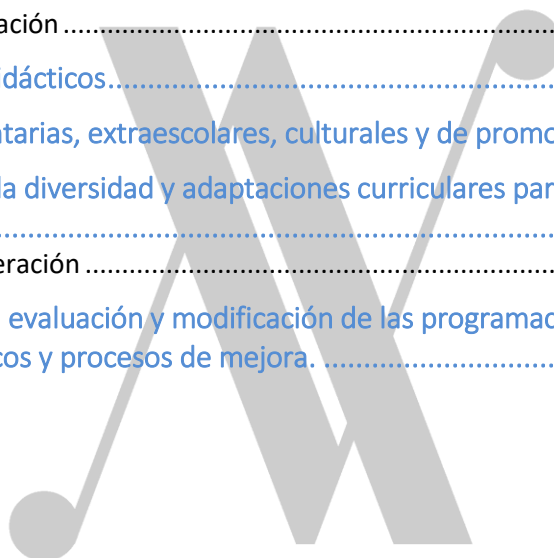 ación ...............................................................
idácticos...........................................................
tarias, extraescolares, culturales y de promo
la diversidad y adaptaciones curriculares par
........................................................................
eración ............................................................
evaluación y modificación de las programac
cos y procesos de mejora. ..............................